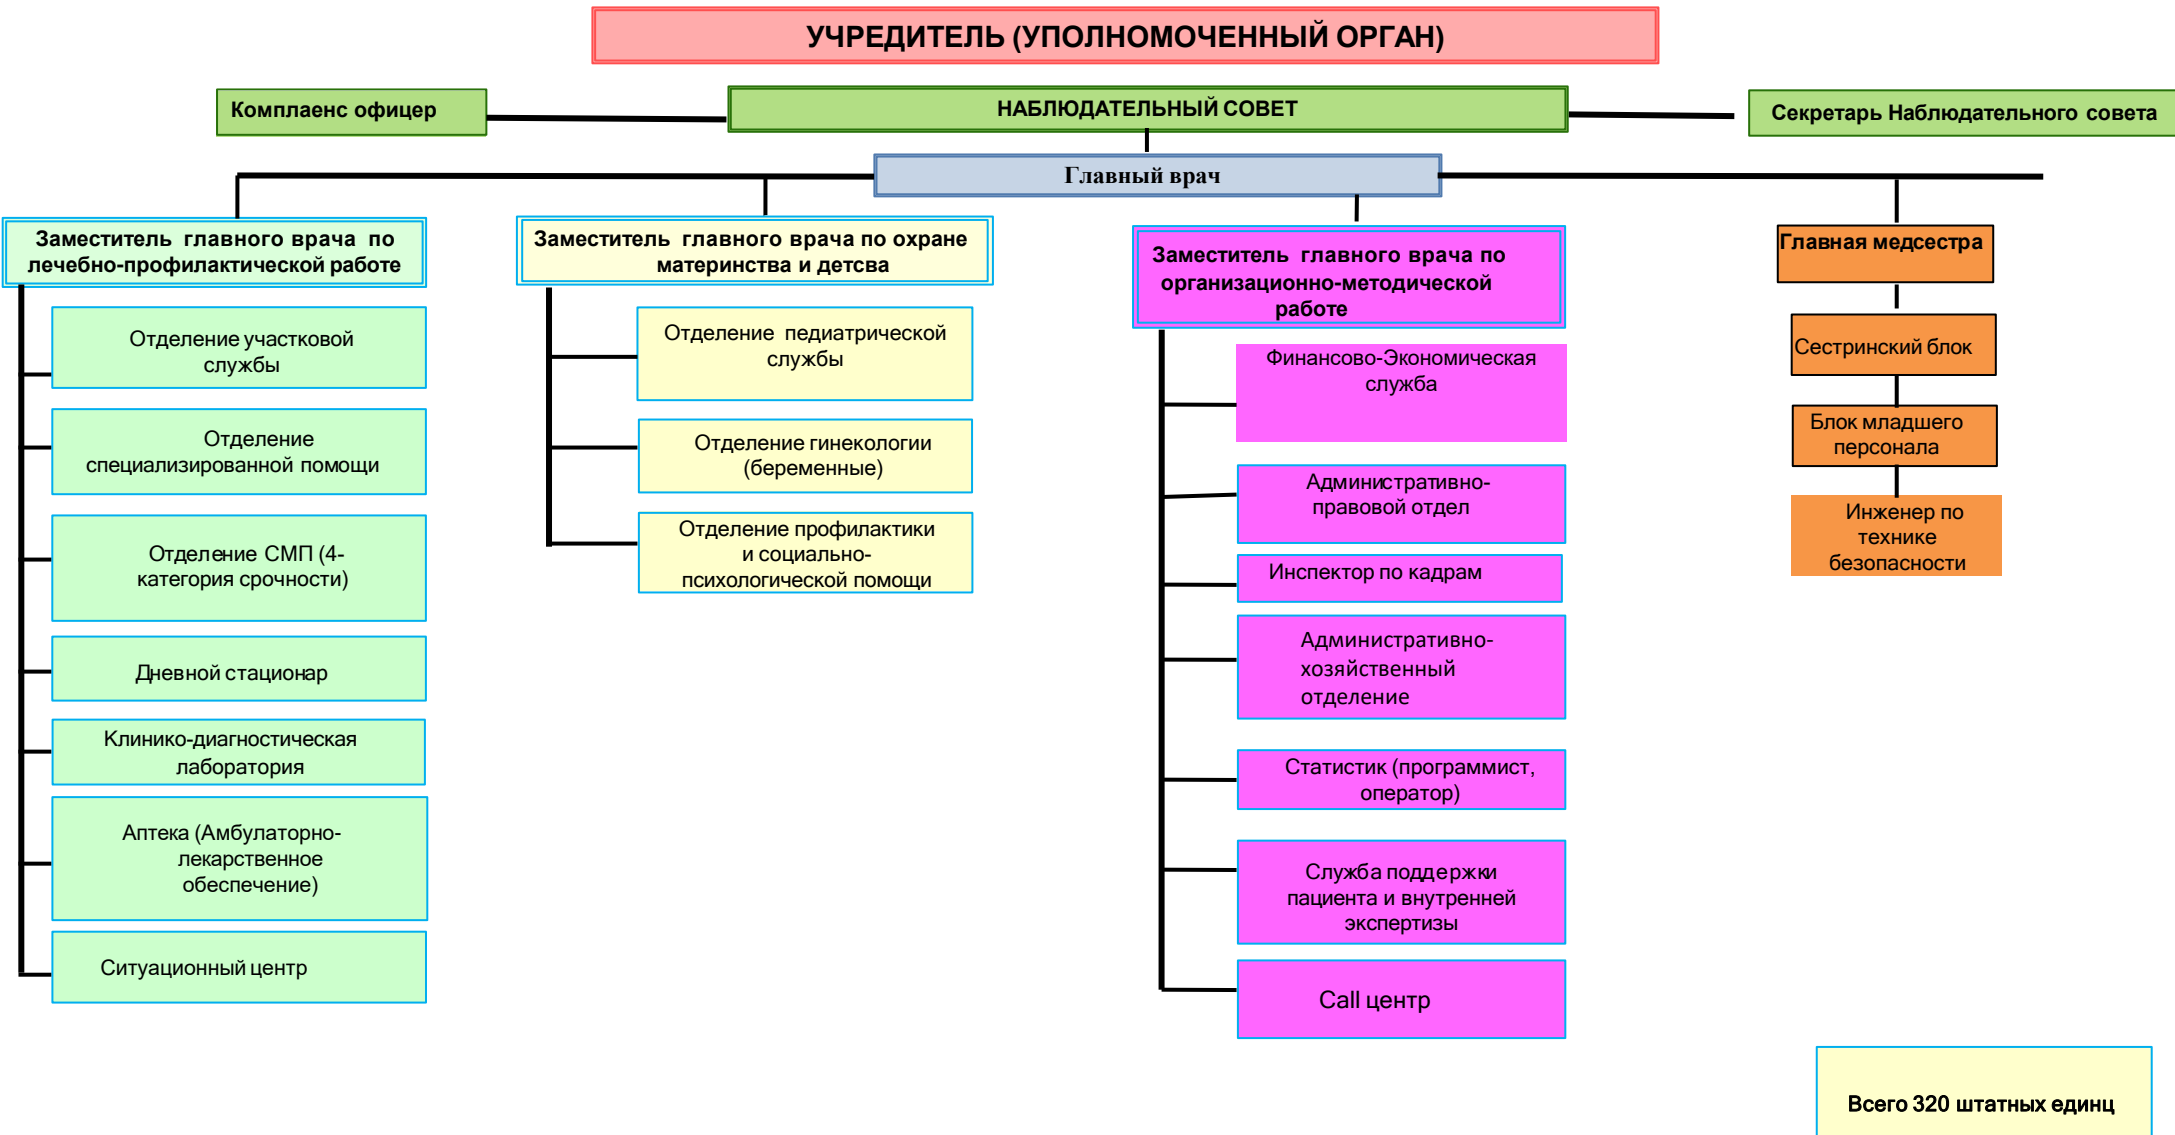 УЧРЕДИТЕЛЬ (УПОЛНОМОЧЕННЫЙ ОРГАН)
Комплаенс офицер
НАБЛЮДАТЕЛЬНЫЙ СОВЕТ
Секретарь Наблюдательного совета
Главный врач
Заместитель главного врача по
лечебно-профилактической работе
Отделение участковой
службы
Отделение
специализированной помощи
Отделение СМП (4-
категория срочности)
Дневной стационар
Клинико-диагностическая
лаборатория
Аптека (Амбулаторно-
лекарственное
обеспечение)
Ситуационный центр
Заместитель главного врача по охране
материнства и детсва
Отделение педиатрической
службы
Отделение гинекологии
(беременные)
Отделение профилактики
и социально-
психологической помощи
Заместитель главного врача по
организационно-методической
работе
Финансово-Экономическая
служба
Административно-
правовой отдел
Инспектор по кадрам
Административно-
хозяйственный
отделение
Статистик (программист,
оператор)
Служба поддержки
пациента и внутренней
экспертизы
Call центр
Главная медсестра
Сестринский блок
Блок младшего
персонала
Инженер по
технике
безопасности
Всего 320 штатных единц